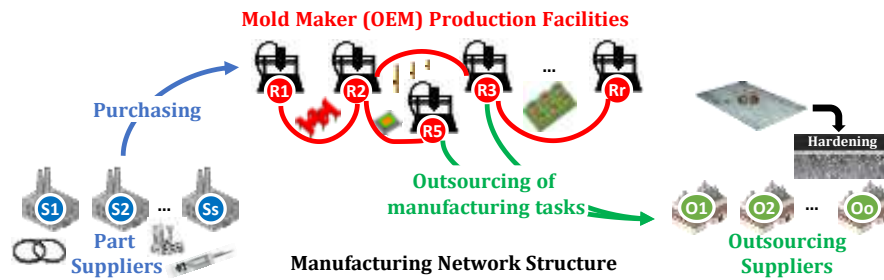 Mold Maker (OEM) Production Facilities
...
R1 R2 R3 Rr
Purchasing
R5
Hardening
Outsourcing of
manufacturing tasks
S1 S2 ... Ss
O1 O2 ... Oo
Part
Suppliers
Outsourcing
Suppliers
Manufacturing Network Structure